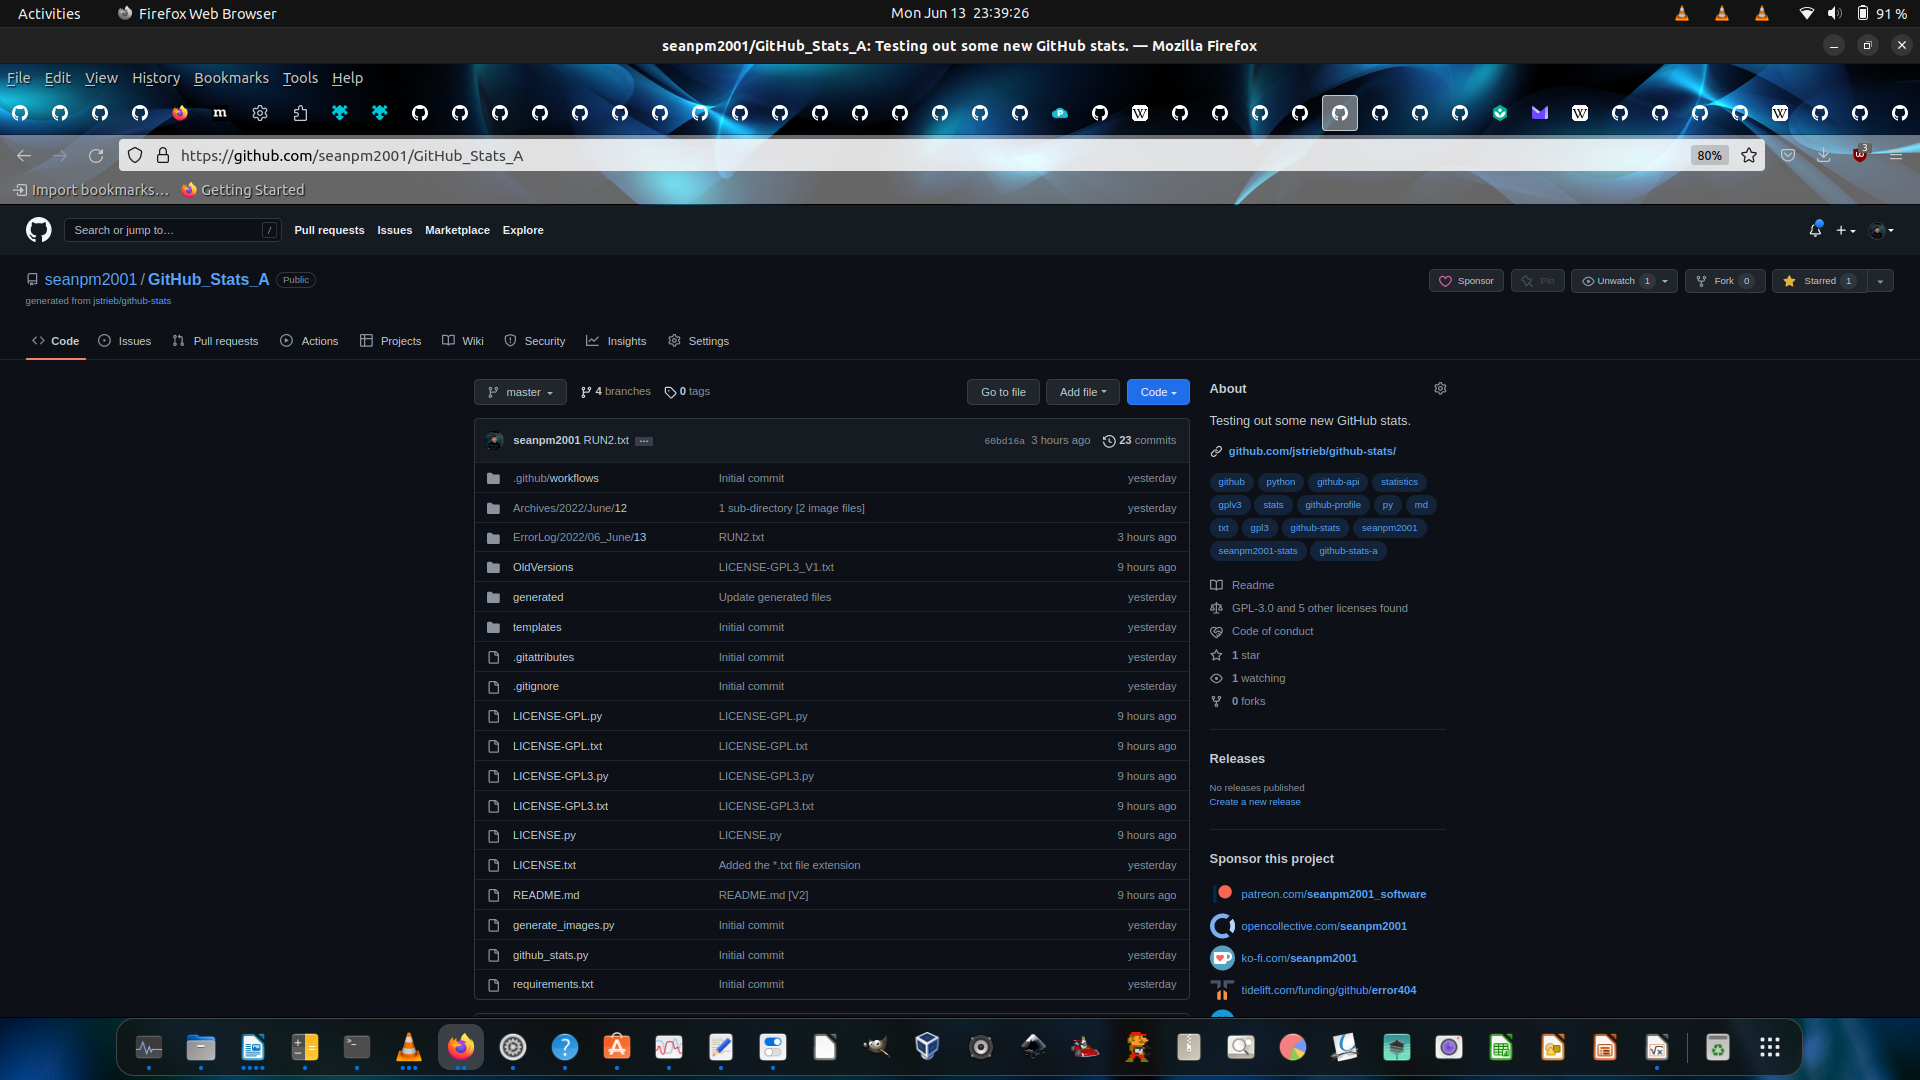 Activities Firefox Web Browser Mon Jun 13 23:39:26 91 %
seanpm2001/GitHub_Stats_A: Testing out some new GitHub stats. — Mozilla Firefox
File Edit View History Bookmarks Tools Help
https://github.com/seanpm2001/GitHub_Stats_A 80% 3
Import bookmarks… Getting Started
Search or jump to… / Pull requests Issues Marketplace Explore
seanpm2001 / GitHub_Stats_A Public Sponsor Pin Unwatch 1 Fork 0 Starred 1
generated from jstrieb/github-stats
Code Issues Pull requests Actions Projects Wiki Security Insights Settings
master 4 branches 0 tags Go to file Add file Code
seanpm2001 RUN2.txt ... 60bd16a 3 hours ago 23 commits
.github/workflows Initial commit yesterday
Archives/2022/June/12 1 sub-directory [2 image files] yesterday
ErrorLog/2022/06_June/13 RUN2.txt 3 hours ago
OldVersions LICENSE-GPL3_V1.txt 9 hours ago
generated Update generated files yesterday
templates Initial commit yesterday
.gitattributes Initial commit yesterday
.gitignore Initial commit yesterday
LICENSE-GPL.py LICENSE-GPL.py 9 hours ago
LICENSE-GPL.txt LICENSE-GPL.txt 9 hours ago
LICENSE-GPL3.py LICENSE-GPL3.py 9 hours ago
LICENSE-GPL3.txt LICENSE-GPL3.txt 9 hours ago
LICENSE.py LICENSE.py 9 hours ago
LICENSE.txt Added the *.txt file extension yesterday
README.md README.md [V2] 9 hours ago
generate_images.py Initial commit yesterday
github_stats.py Initial commit yesterday
requirements.txt Initial commit yesterday
About
Testing out some new GitHub stats.
github.com/jstrieb/github-stats/
github python github-api statistics
gplv3 stats github-profile py md
txt gpl3 github-stats seanpm2001
seanpm2001-stats github-stats-a
Readme
GPL-3.0 and 5 other licenses found
Code of conduct
1 star
1 watching
0 forks
Releases
No releases published
Create a new release
Sponsor this project
patreon.com/seanpm2001_software
opencollective.com/seanpm2001
ko-fi.com/seanpm2001
tidelift.com/funding/github/error404